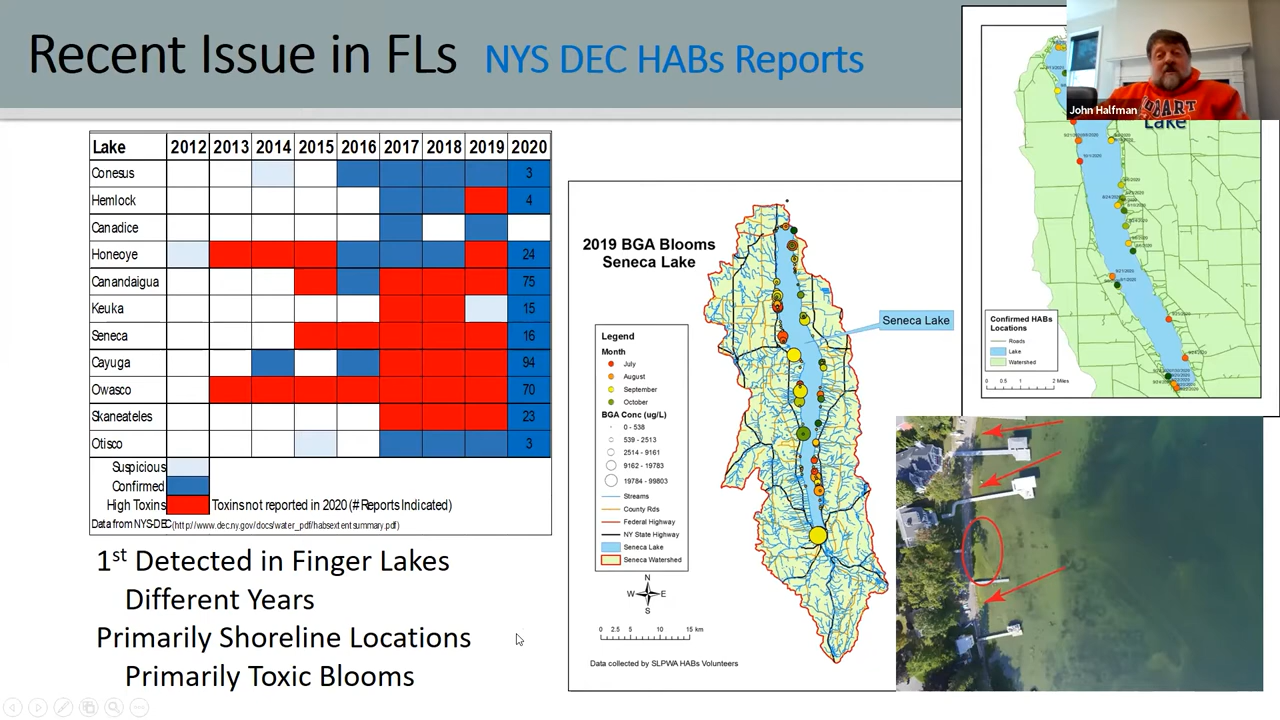 Recent Issue in FLs NYS DEC HABs Reports
John Halfman
Lake 2012 2013 2014 2015 2016 2017 2018 2019 2020
Conesus 3
Hemlock 4
Canadice
Honeoye 24
Canandaigua 75
Keuka 15
Seneca 16
Cayuga 94
Owasco 70
Skaneateles 23
Otisco 3
Suspicious
Confirmed
High Toxins Toxins not reported in 2020 (# Reports Indicated)
Data from NYS-DEC (http://www.dec.ny.gov/docs/water_pdf/habsextentsummary.pdf)
1st Detected in Finger Lakes
Different Years
Primarily Shoreline Locations
Primarily Toxic Blooms
2019 BGA Blooms
Seneca Lake
Seneca Lake
Legend
Month
July
August
September
October
BGA Conc (ug/L)
0 - 538
539 - 2513
2514 - 9161
9162 - 19783
19784 - 99803
Streams
County Rds
Federal Highway
NY State Highway
Seneca Lake
Seneca Watershed
N
W E
S
0 2.5 5 10 15 km
Data collected by SLPWA HABs Volunteers
Lake
Confirmed HABs
Locations
Roads
Lake
Watershed
0 0.5 1 2 Miles